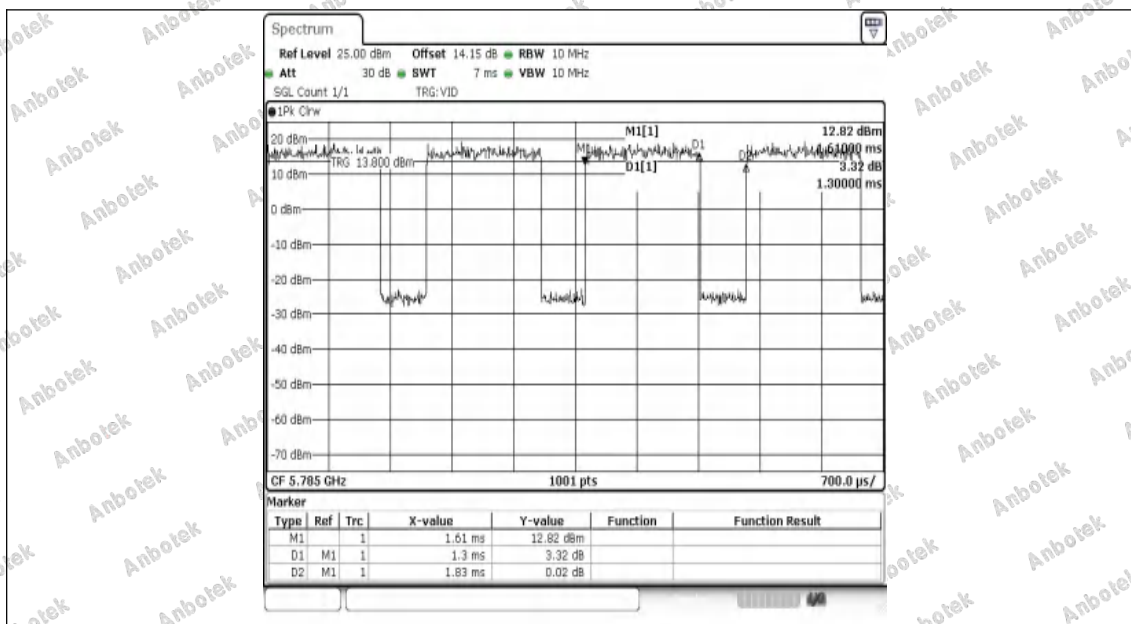 Spectrum
Ref Level 25.00 dBm Offset 14.15 dB RBW 10 MHz
Att 30 dB SWT 7 ms VBW 10 MHz
SGL Count 1/1 TRG:VID
1Pk Clrw
M1[1] 12.82 dBm
1.61000 ms
D1[1] 3.32 dB
1.30000 ms
20 dBm
M1
D1
D2
TRG 13.800 dBm
10 dBm
0 dBm
-10 dBm
-20 dBm
-30 dBm
-40 dBm
-50 dBm
-60 dBm
-70 dBm
CF 5.785 GHz 1001 pts 700.0 µs/
Marker
Type Ref Trc X-value Y-value Function Function Result
M1 1 1.61 ms 12.82 dBm
D1 M1 1 1.3 ms 3.32 dB
D2 M1 1 1.83 ms 0.02 dB
Anbotek